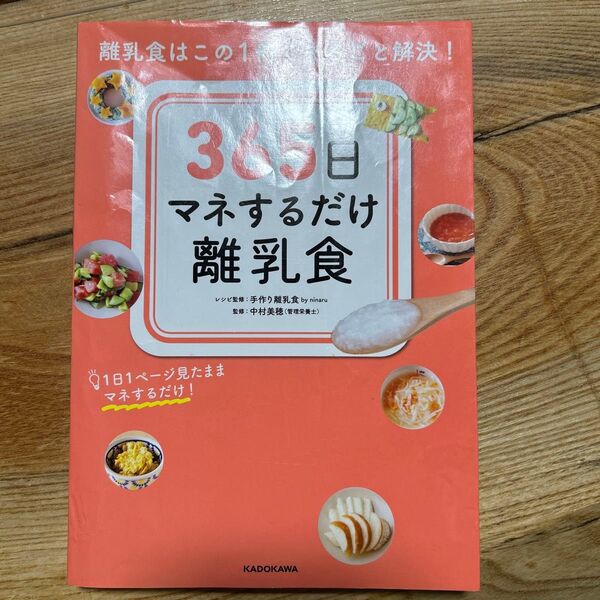 離乳食はこの1 と解決！
365日
マネするだけ
離乳食
レシピ監修：手作り離乳食 by ninaru
監修：中村美穂（管理栄養士）
1日1ページ見たまま
マネするだけ！
KADOKAWA